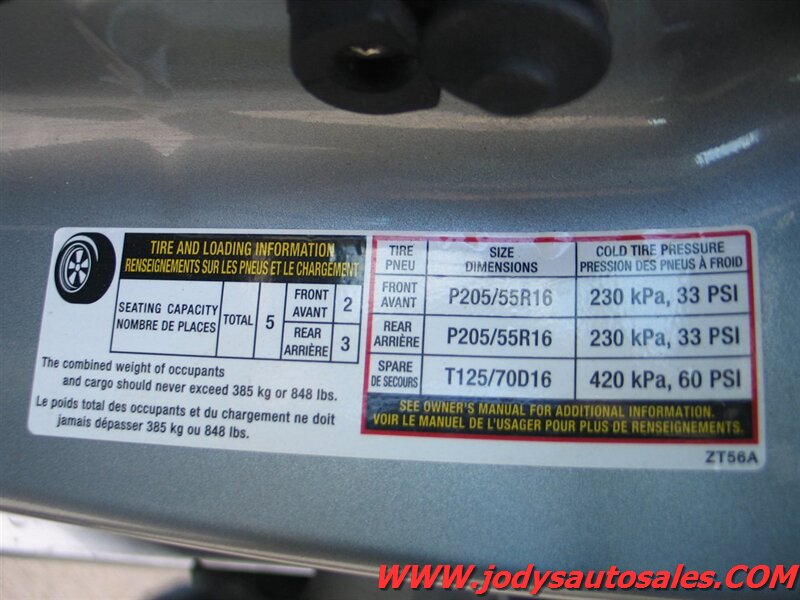 TIRE AND LOADING INFORMATION
RENSEIGNEMENTS SUR LES PNEUS ET LE CHARGEMENT
SEATING CAPACITY
NOMBRE DE PLACES
TOTAL
5
FRONT
AVANT
2
REAR
ARRIÈRE
3
The combined weight of occupants
and cargo should never exceed 385 kg or 848 lbs.
Le poids total des occupants et du chargement ne doit
jamais dépasser 385 kg ou 848 lbs.
TIRE
PNEU
SIZE
DIMENSIONS
COLD TIRE PRESSURE
PRESSION DES PNEUS À FROID
FRONT
AVANT
P205/55R16
230 kPa, 33 PSI
REAR
ARRIÈRE
P205/55R16
230 kPa, 33 PSI
SPARE
DE SECOURS
T125/70D16
420 kPa, 60 PSI
SEE OWNER'S MANUAL FOR ADDITIONAL INFORMATION.
VOIR LE MANUEL DE L'USAGER POUR PLUS DE RENSEIGNEMENTS.
ZT56A
WWW.jodysautosales.COM